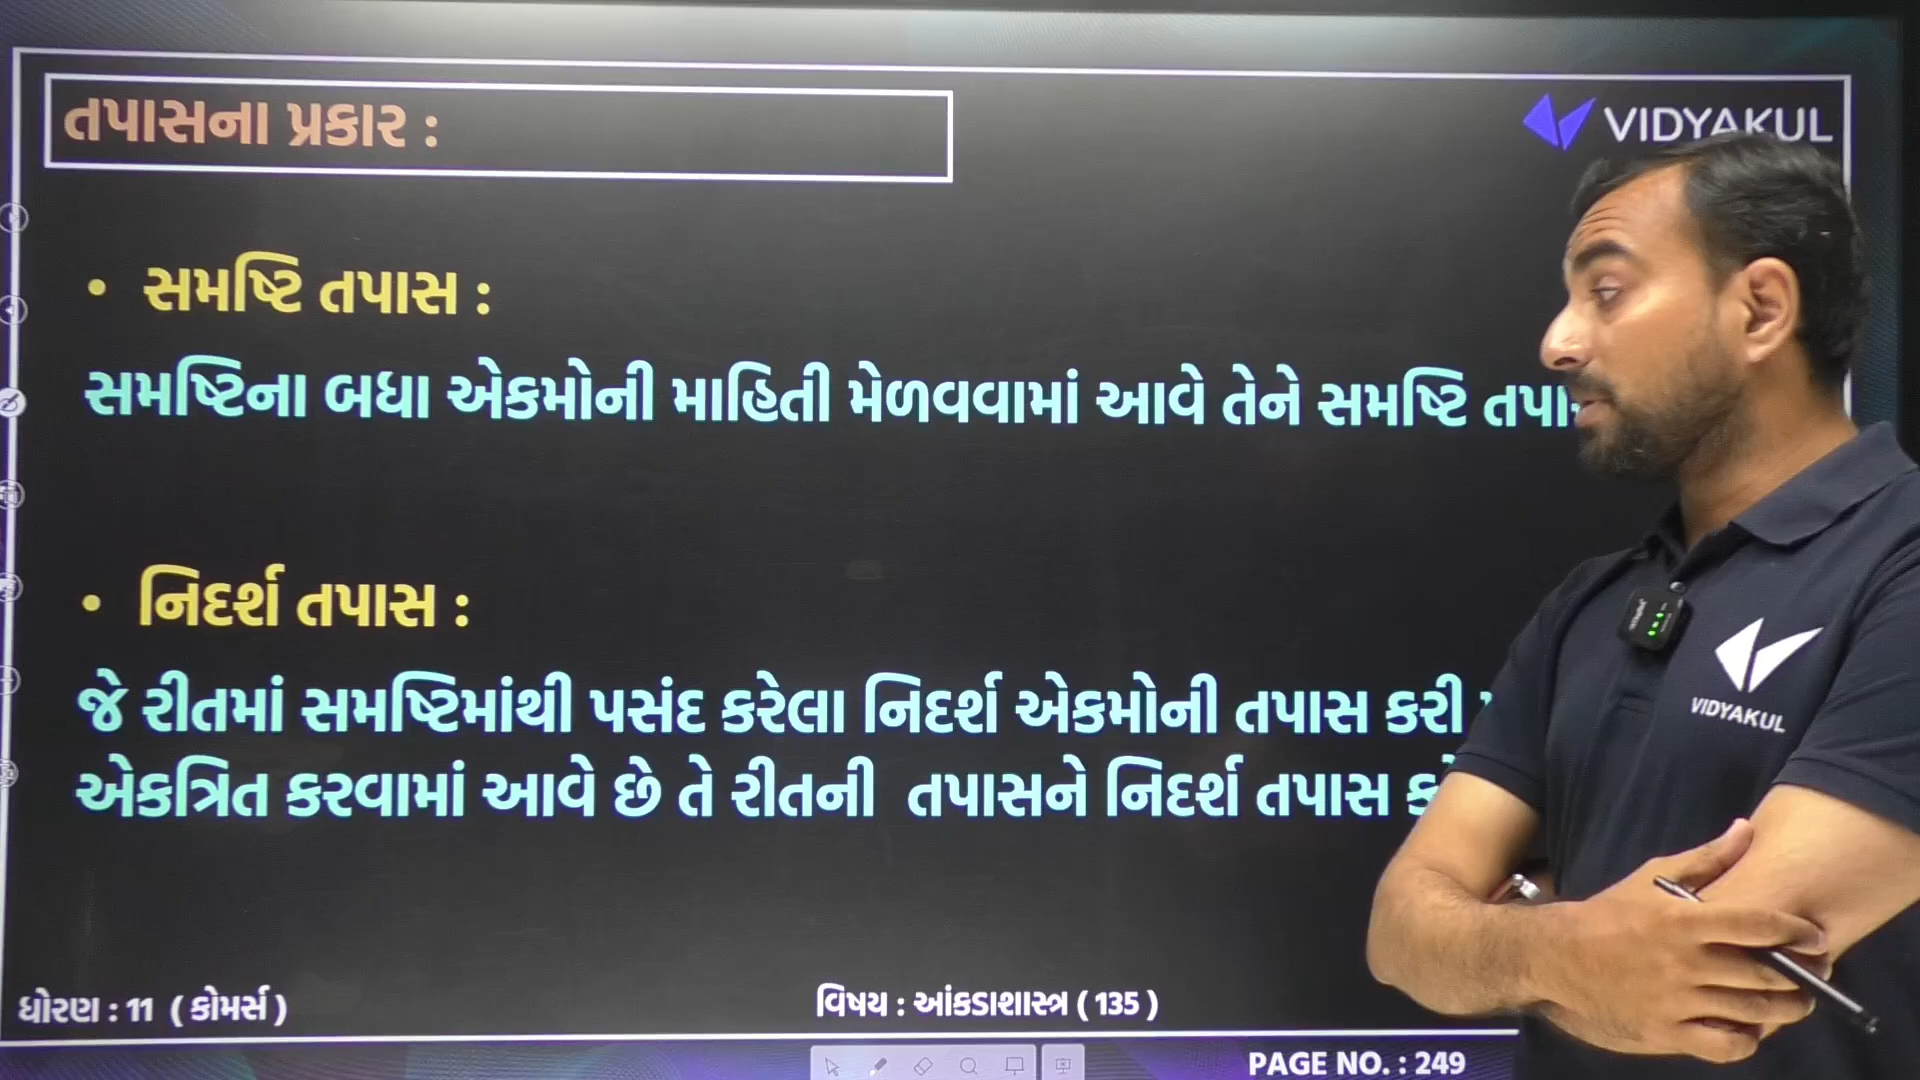 તપાસના પ્રકાર :
VIDYAKUL
• સમષ્ટિ તપાસ :
સમષ્ટિના બધા એકમોની માહિતી મેળવવામાં આવે તેને સમષ્ટિ
• નિદર્શ તપાસ :
જે રીતમાં સમષ્ટિમાંથી પસંદ કરેલા નિદર્શ એકમોની તપાસ કરી
એકત્રિત કરવામાં આવે છે તે રીતની તપાસને નિદર્શ તપાસ
VIDYAKUL
ધોરણ : 11 ( કોમર્સ )
વિષય : આંકડાશાસ્ત્ર ( 135 )
PAGE NO. : 249